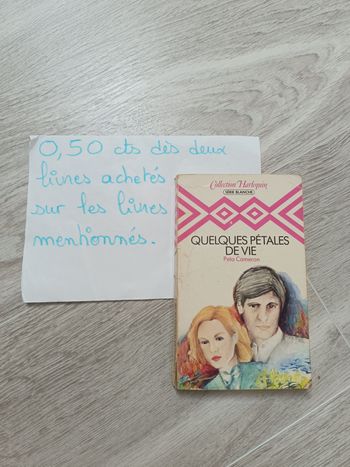 0,50 cts dès deux
livres achetés
sur les livres
mentionnés.
Collection Harlequin
SÉRIE BLANCHE
QUELQUES PÉTALES
DE VIE
Peta Cameron